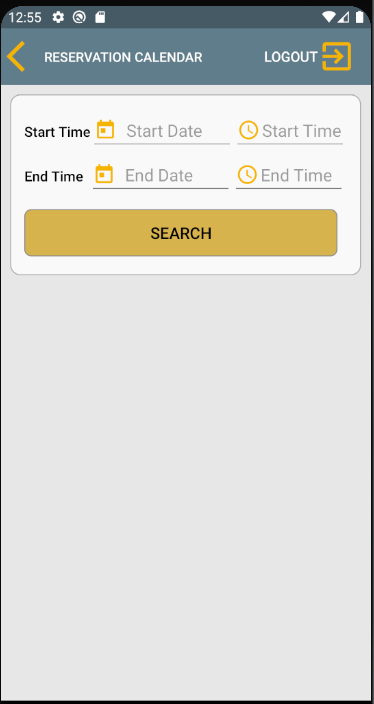 12:55
RESERVATION CALENDAR LOGOUT
Start Time Start Date Start Time
End Time End Date End Time
SEARCH